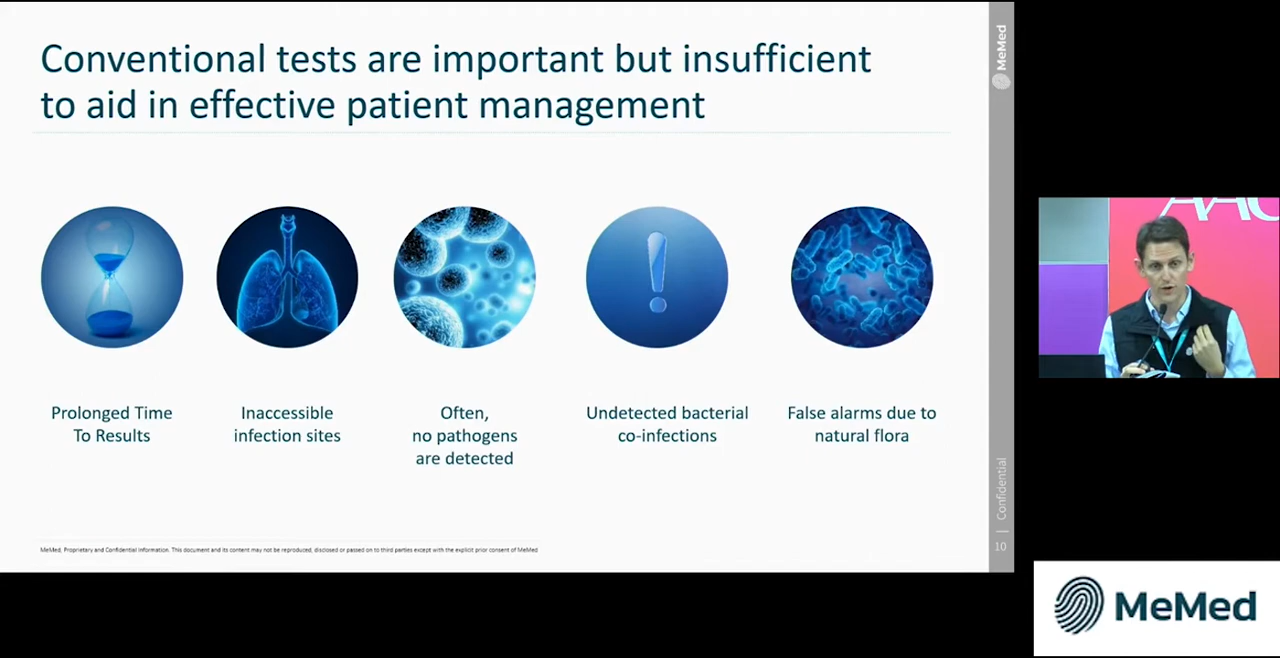 Conventional tests are important but insufficient
to aid in effective patient management
MeMed
Prolonged Time
To Results
Inaccessible
infection sites
Often,
no pathogens
are detected
Undetected bacterial
co-infections
False alarms due to
natural flora
Confidential
10
MeMed, Proprietary and Confidential Information. This document and its content may not be reproduced, disclosed or passed on to third parties except with the explicit prior consent of MeMed
MeMed